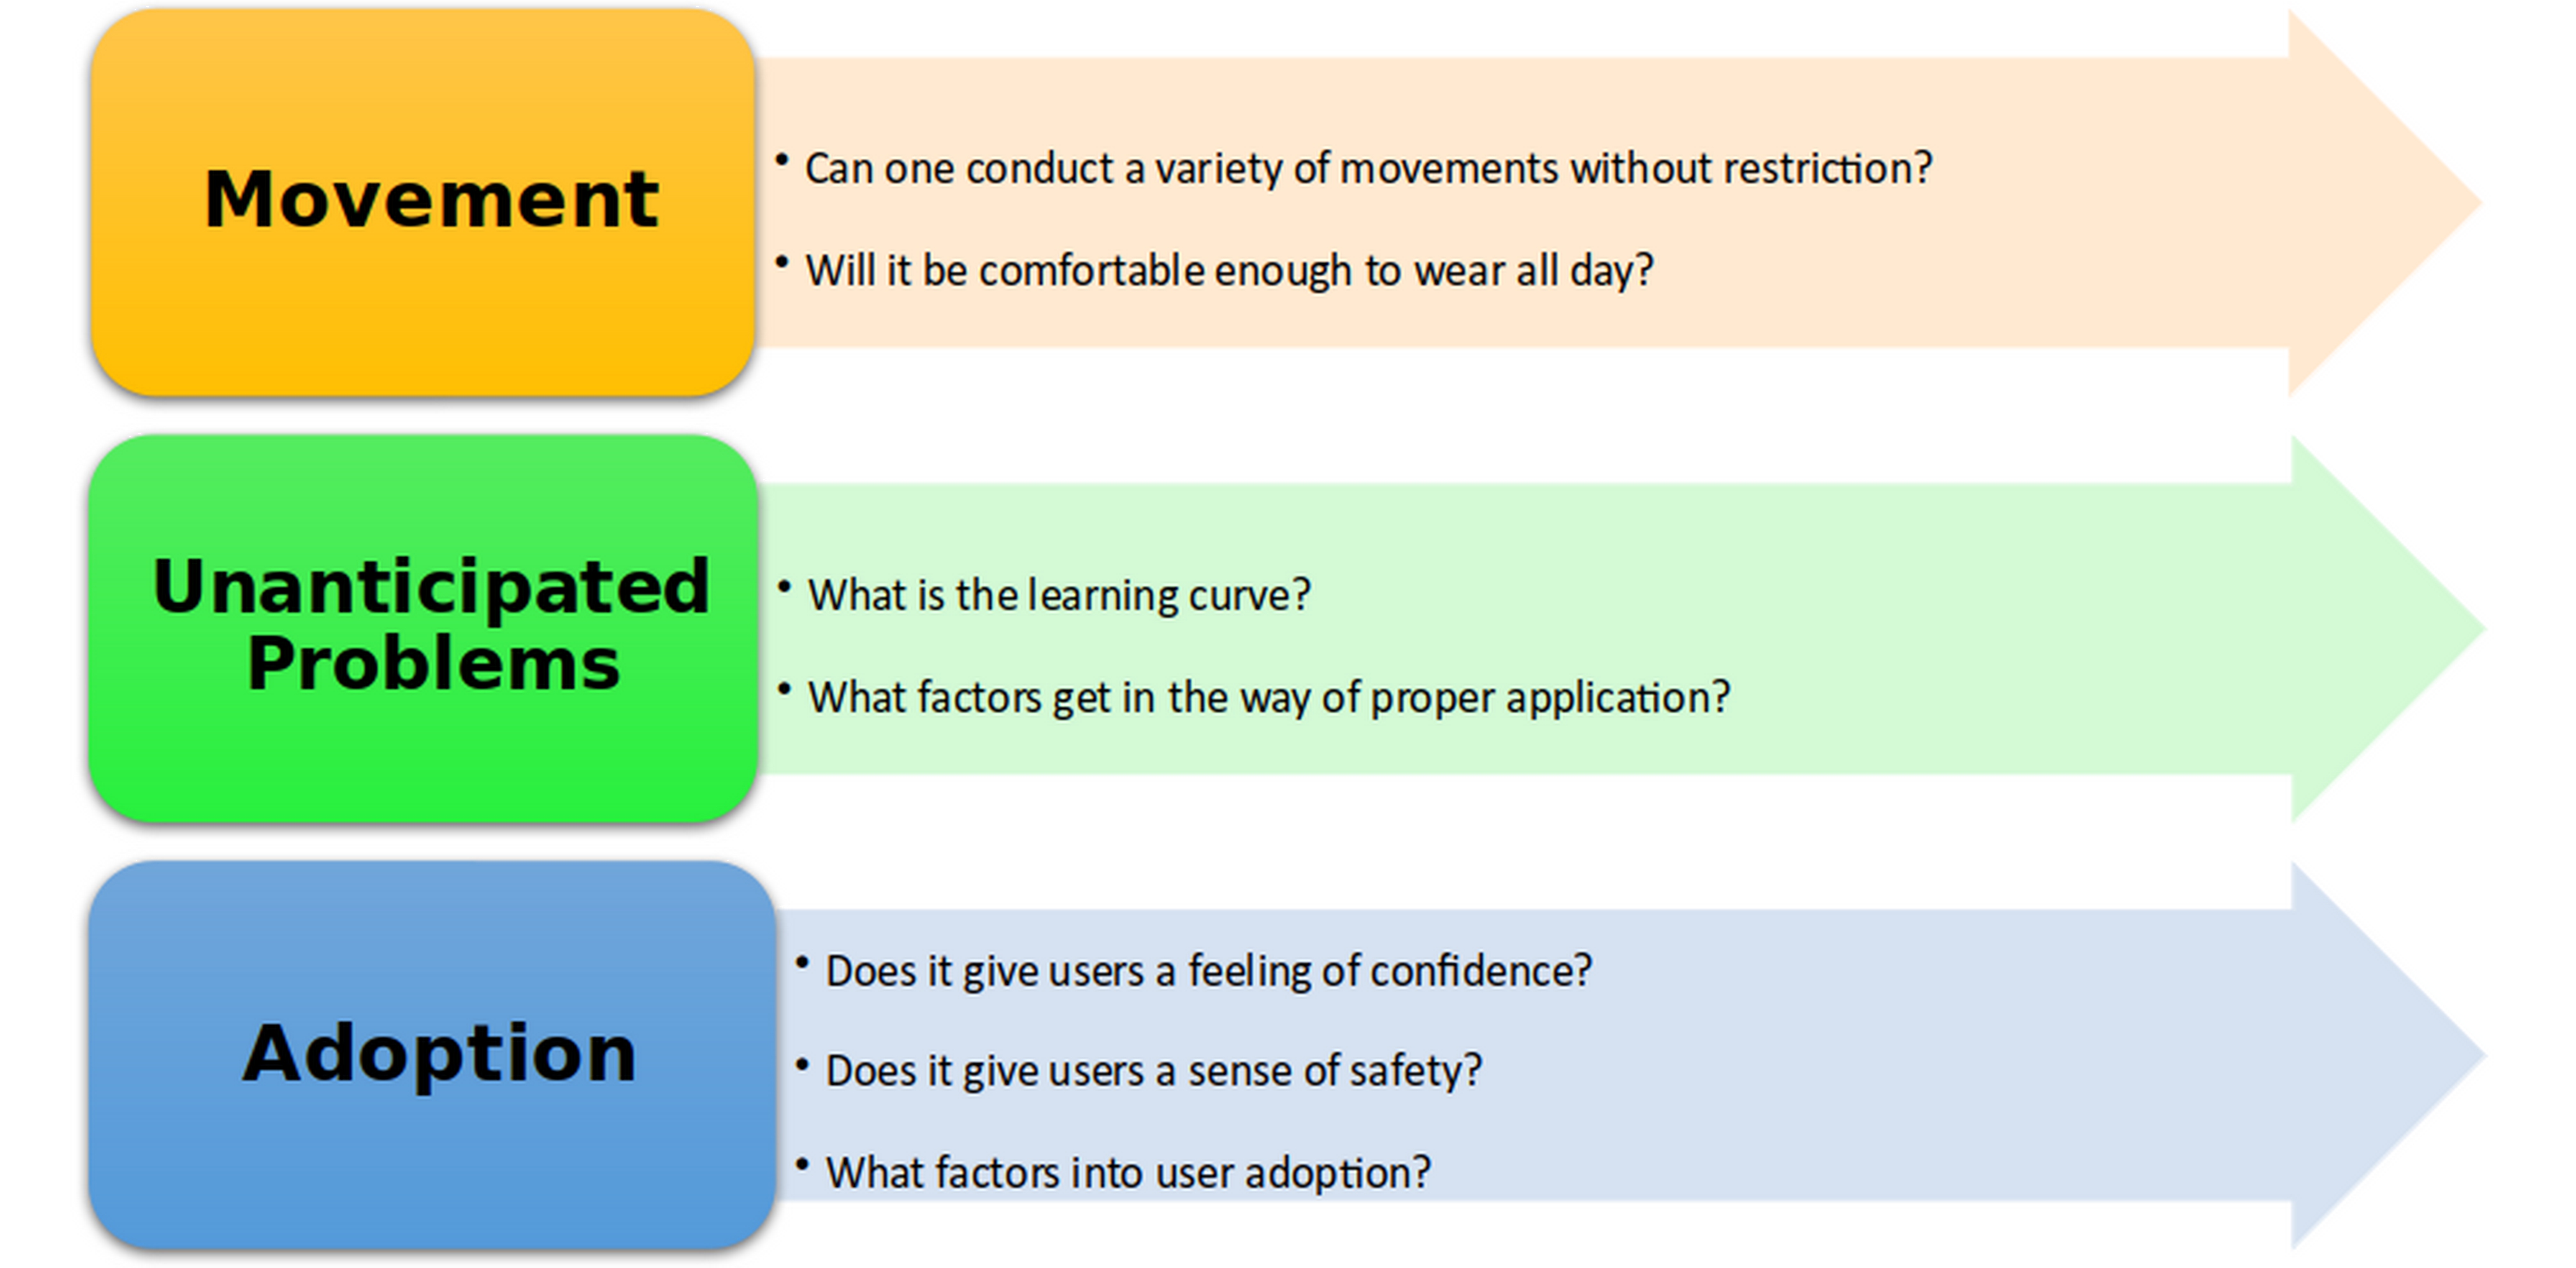 Movement
• Can one conduct a variety of movements without restriction?
• Will it be comfortable enough to wear all day?
Unanticipated
Problems
• What is the learning curve?
• What factors get in the way of proper application?
Adoption
• Does it give users a feeling of confidence?
• Does it give users a sense of safety?
• What factors into user adoption?